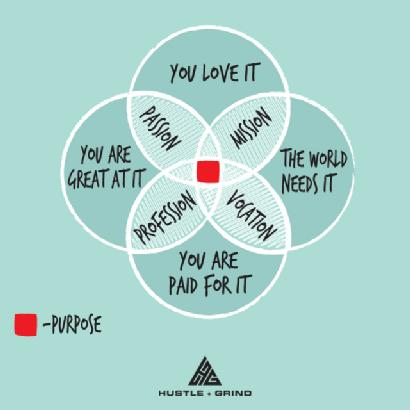 YOU LOVE IT
PASSION
MISSION
YOU ARE
GREAT AT IT
THE WORLD
NEEDS IT
PROFESSION
VOCATION
YOU ARE
PAID FOR IT
-PURPOSE
HUSTLE + GRIND